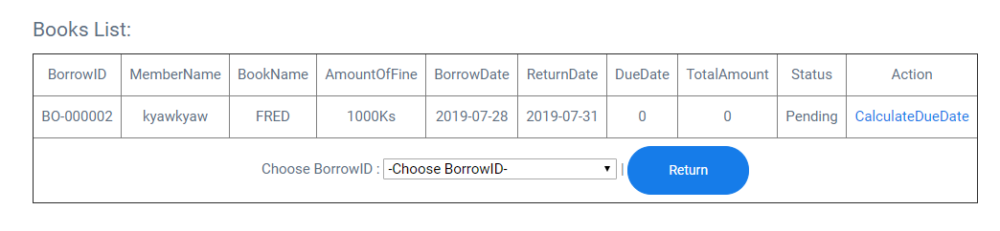 Books List:
BorrowID MemberName BookName AmountOfFine BorrowDate ReturnDate DueDate TotalAmount Status Action
BO-000002 kyawkyaw FRED 1000Ks 2019-07-28 2019-07-31 0 0 Pending CalculateDueDate
Choose BorrowID : -Choose BorrowID- | Return